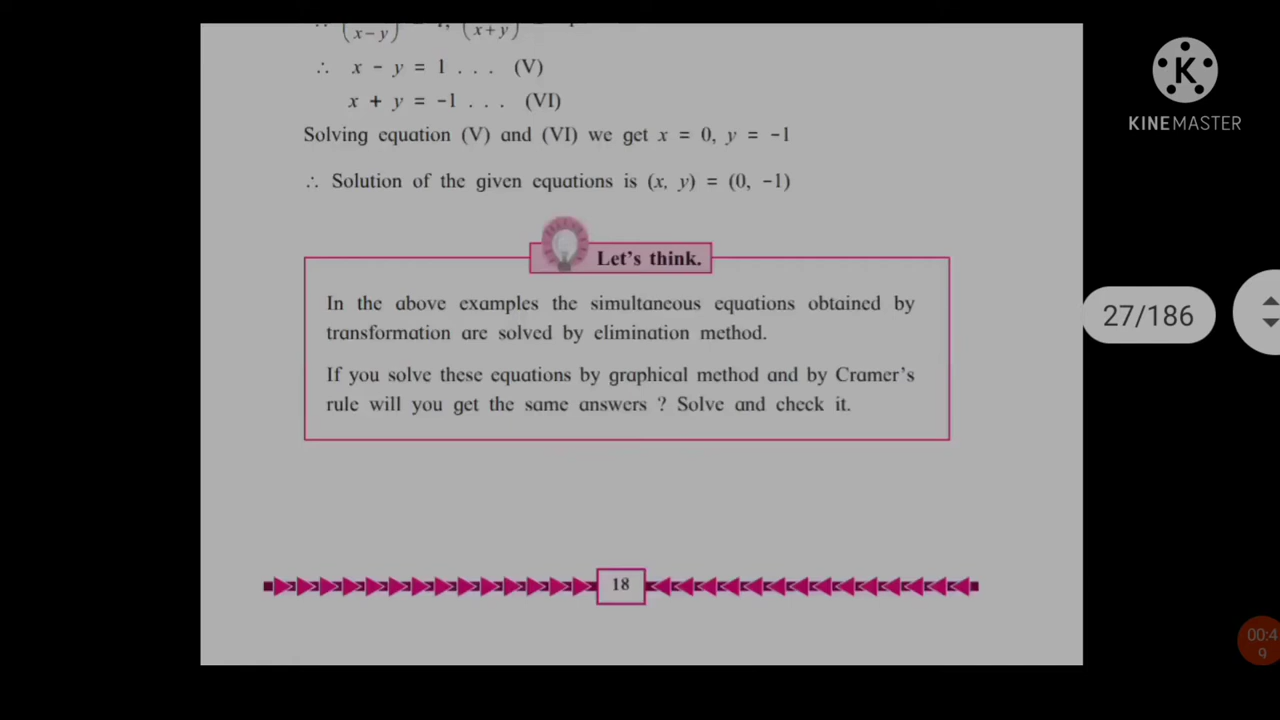 x – y
x + y
∴ x – y = 1 . . . (V)
x + y = -1 . . . (VI)
Solving equation (V) and (VI) we get x = 0, y = -1
∴ Solution of the given equations is (x, y) = (0, -1)
Let's think.
In the above examples the simultaneous equations obtained by
transformation are solved by elimination method.
If you solve these equations by graphical method and by Cramer's
rule will you get the same answers ? Solve and check it.
18
K
KINEMASTER
27/186
00:4
9